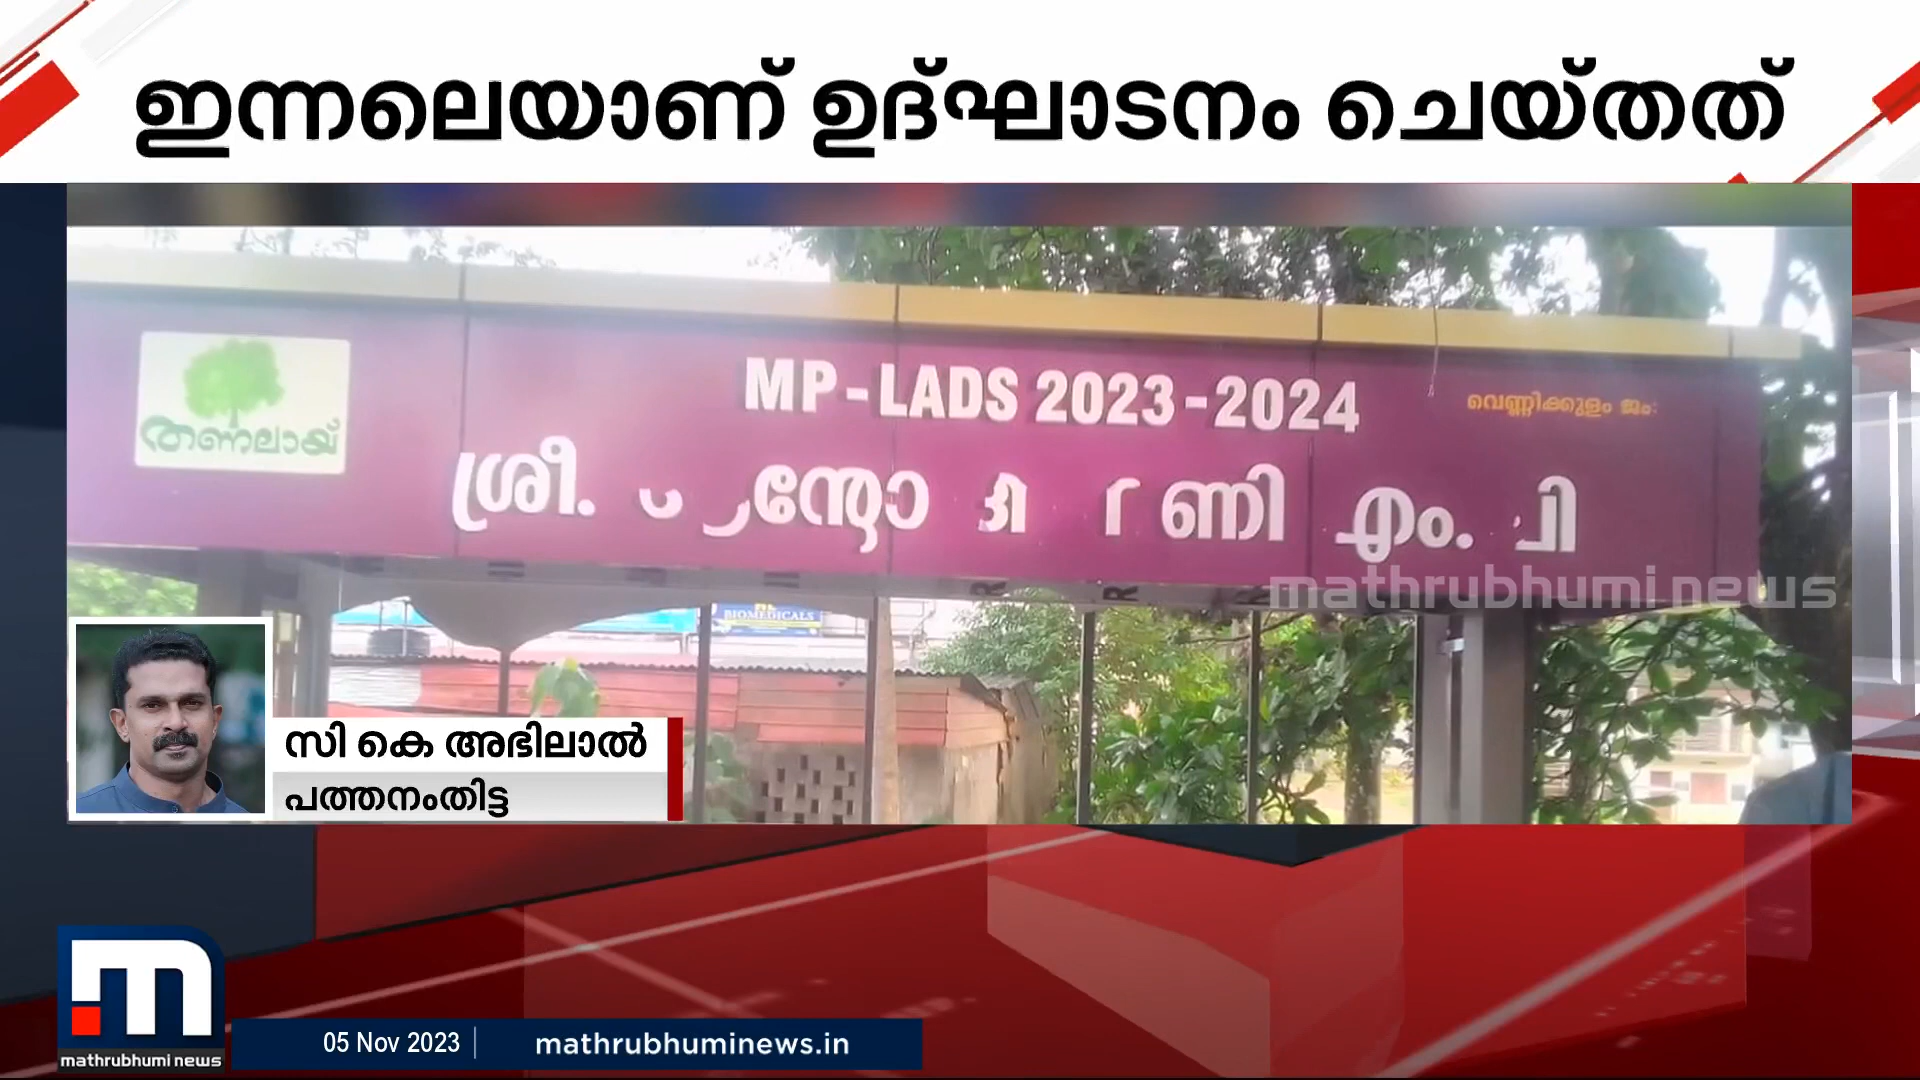 ഇന്നലെയാണ് ഉദ്ഘാടനം ചെയ്തത്
MP-LADS 2023-2024
വെണ്ണിക്കുളം ജം:
തണലായ്
ശ്രീ. ന്റോ ണി എം. പി
mathrubhumi news
BIOMEDICALS
സി കെ അഭിലാൽ
പത്തനംതിട്ട
mathrubhumi news
05 Nov 2023
mathrubhuminews.in